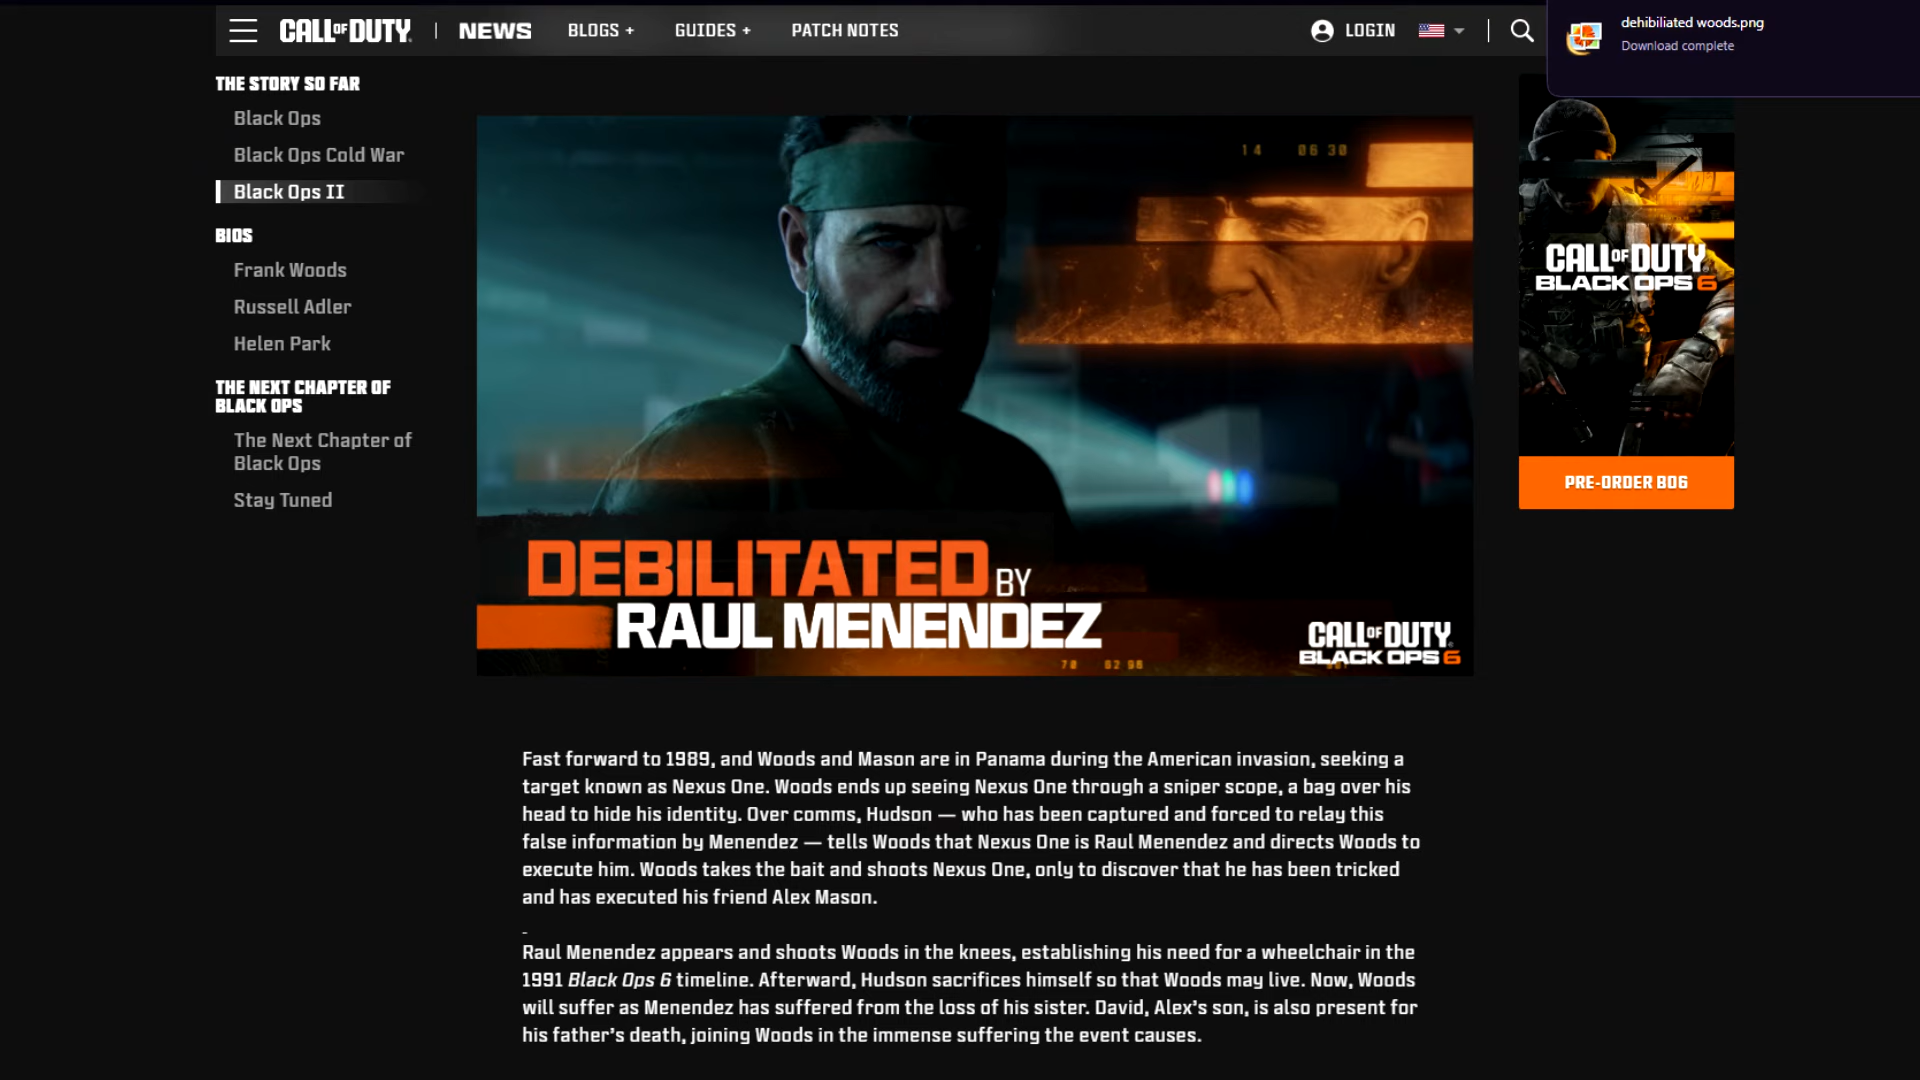 CALL OF DUTY
NEWS
BLOGS +
GUIDES +
PATCH NOTES
LOGIN
dehibiliated woods.png
Download complete
THE STORY SO FAR
Black Ops
Black Ops Cold War
Black Ops II
BIOS
Frank Woods
Russell Adler
Helen Park
THE NEXT CHAPTER OF
BLACK OPS
The Next Chapter of
Black Ops
Stay Tuned
14 06 30
DEBILITATED BY
RAUL MENENDEZ
70 02 96
CALL OF DUTY
BLACK OPS 6
CALL OF DUTY
BLACK OPS 6
PRE-ORDER BO6
Fast forward to 1989, and Woods and Mason are in Panama during the American invasion, seeking a
target known as Nexus One. Woods ends up seeing Nexus One through a sniper scope, a bag over his
head to hide his identity. Over comms, Hudson — who has been captured and forced to relay this
false information by Menendez — tells Woods that Nexus One is Raul Menendez and directs Woods to
execute him. Woods takes the bait and shoots Nexus One, only to discover that he has been tricked
and has executed his friend Alex Mason.
Raul Menendez appears and shoots Woods in the knees, establishing his need for a wheelchair in the
1991 Black Ops 6 timeline. Afterward, Hudson sacrifices himself so that Woods may live. Now, Woods
will suffer as Menendez has suffered from the loss of his sister. David, Alex's son, is also present for
his father's death, joining Woods in the immense suffering the event causes.